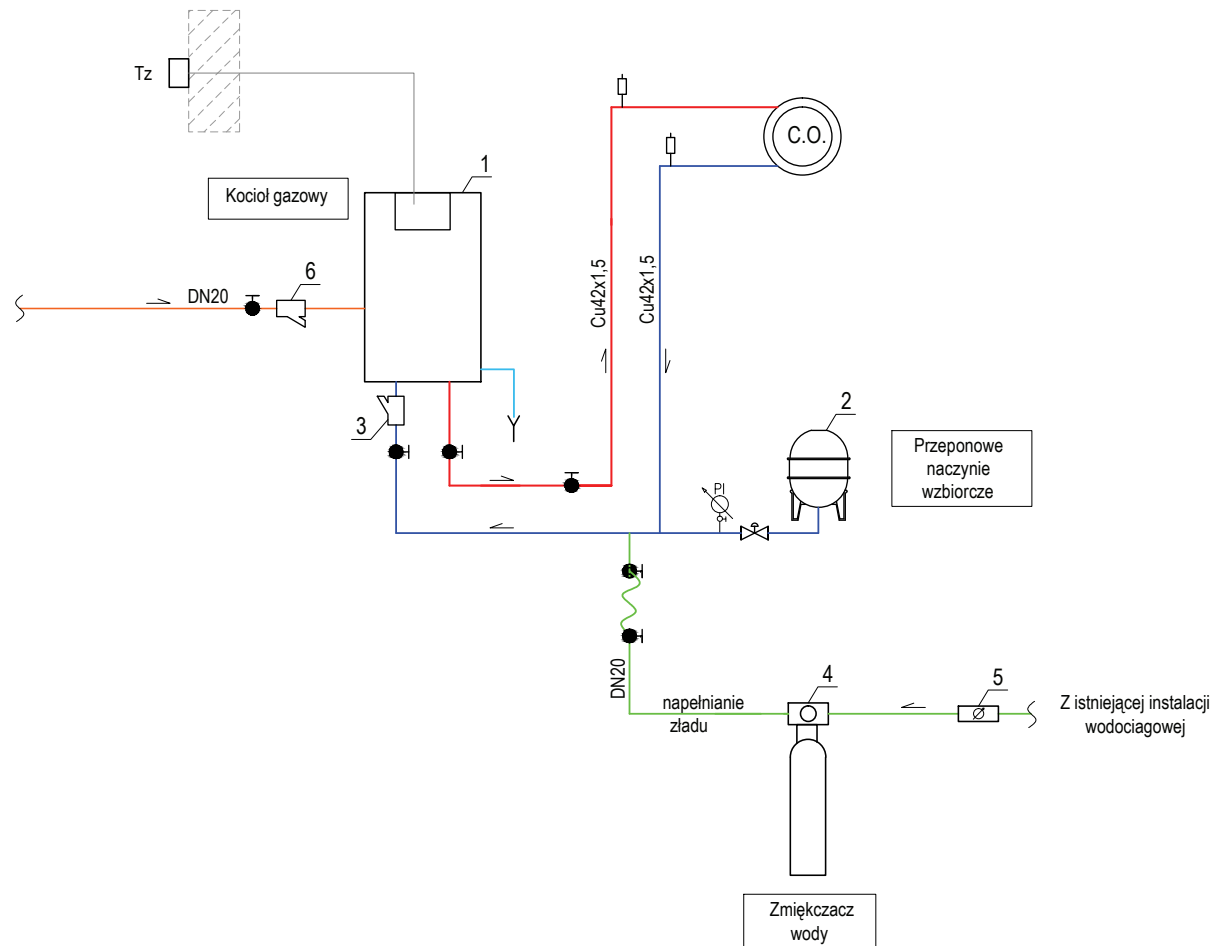 Tz
C.O.
1
Kocioł gazowy
6
DN20
Cu42x1,5
Cu42x1,5
3
2
Przeponowe
naczynie
wzbiorcze
PI
DN20
4
5
napełnianie
zładu
Z istniejącej instalacji
wodociagowej
Zmiękczacz
wody